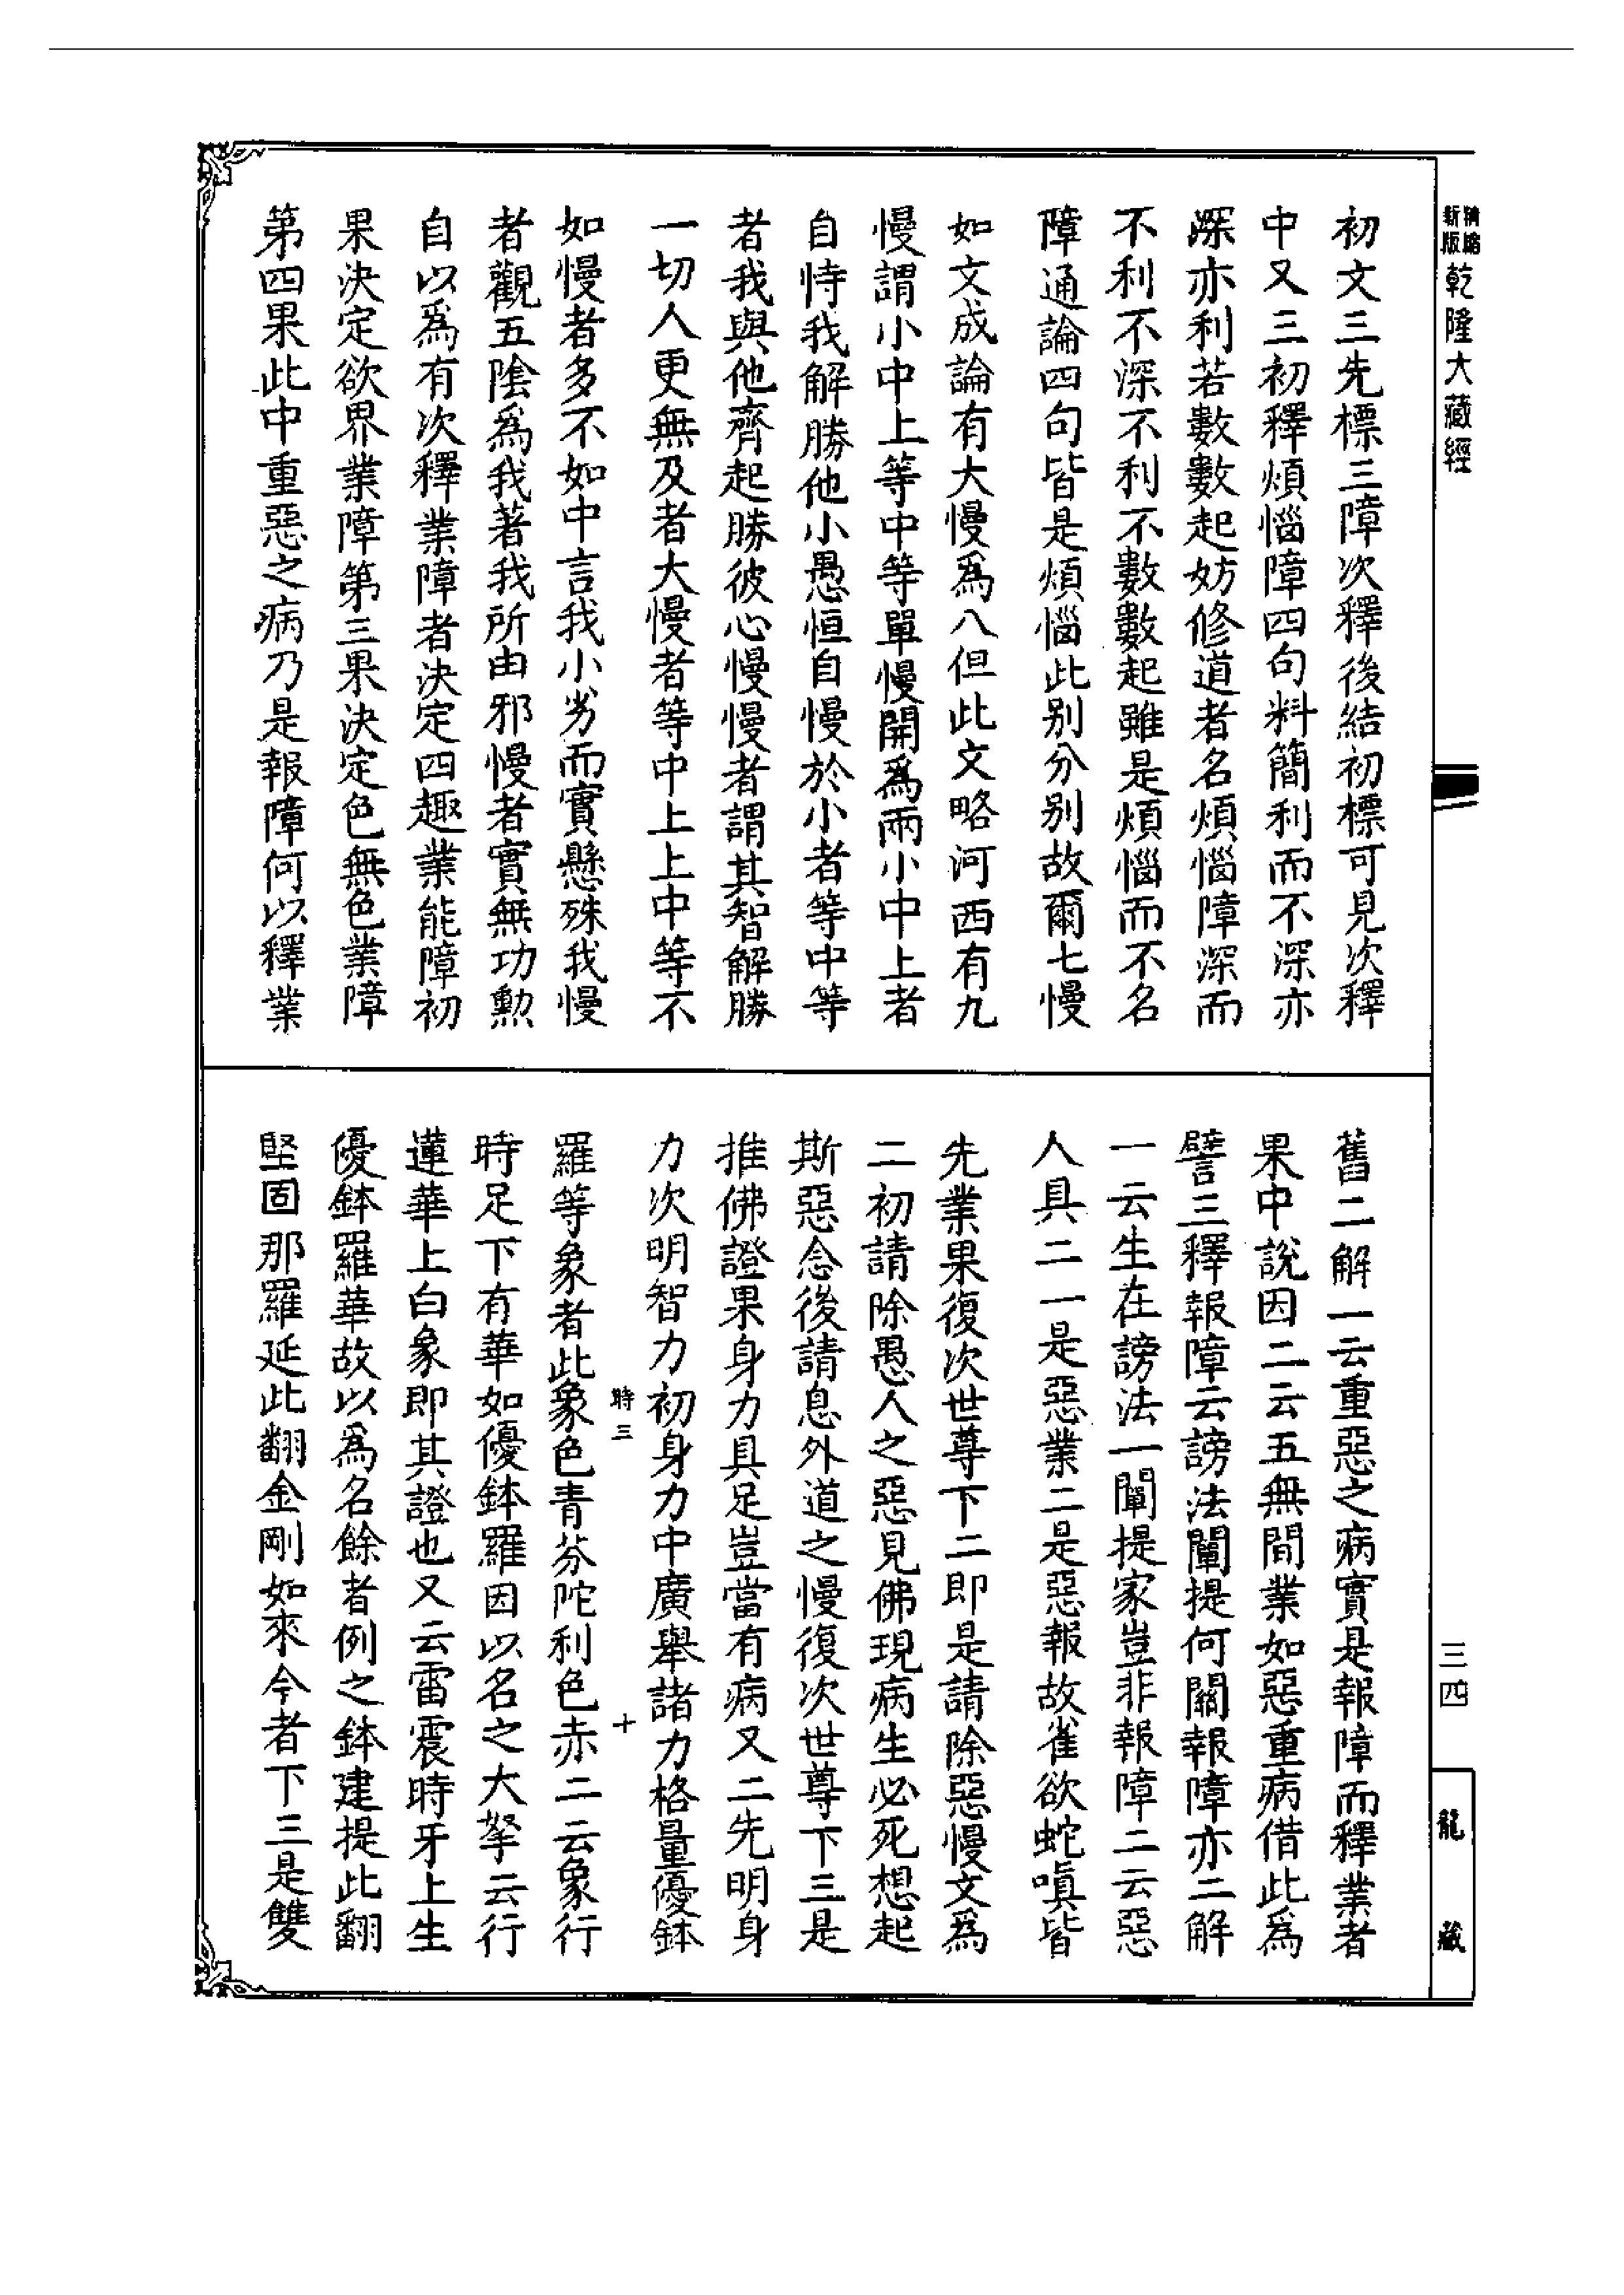 新版精縮乾隆大藏經
初文三先標三障次釋後結初標可見次釋
中又三初釋煩惱障四句料簡利而不深亦
深亦利若數數起妨修道者名煩惱障深而
不利不深不利不數數起雖是煩惱而不名
障通論四句皆是煩惱此別分別故爾七慢
如文成論有大慢為八但此文略河西有九
慢謂小中上等中等單慢開為兩小中上者
自恃我解勝他小愚恒自慢於小者等中等
者我與他齊起勝彼心慢慢者謂其智解勝
一切人更無及者大慢者等中上上中等不
如慢者多不如中言我小劣而實懸殊我慢
者觀五陰為我著我所由邪慢者實無功勲
自以為有次釋業障者決定四趣業能障初
果決定欲界業障第三果決定色無色業障
第四果此中重惡之病乃是報障何以釋業
舊二解一云重惡之病實是報障而釋業者
果中說因二云五無間業如惡重病借此為
譬三釋報障云謗法闡提何關報障亦二解
一云生在謗法一闡提家豈非報障二云惡
人具二一是惡業二是惡報故雀欲蛇嗔皆
先業果復次世尊下二即是請除惡慢文為
二初請除愚人之惡見佛現病生必死想起
斯惡念後請息外道之慢復次世尊下三是
推佛證果身力具足豈當有病又二先明身
力次明智力初身力中廣舉諸力格量優鉢
時三 十
羅等象者此象色青芬陀利色赤二云象行
時足下有華如優鉢羅因以名之大拏云行
蓮華上白象即其證也又云雷震時牙上生
優鉢羅華故以為名餘者例之鉢建提此翻
堅固那羅延此翻金剛如來今者下三是雙
三四
龍藏